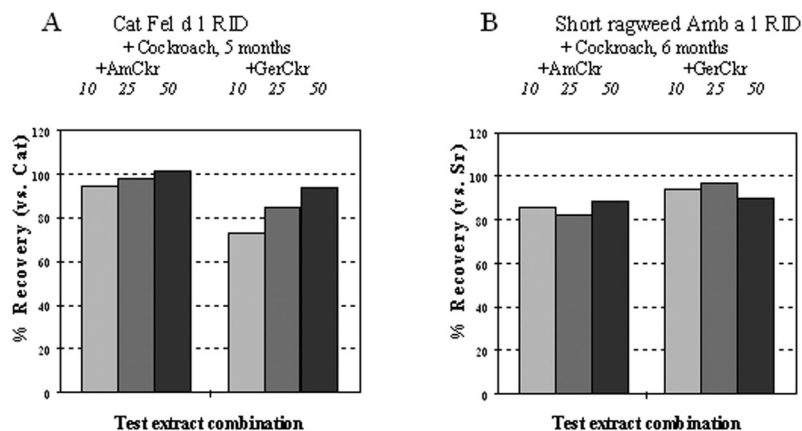 A Cat Fel d 1 RID
+ Cockroach, 5 months
+AmCkr +GerCkr
10 25 50 10 25 50
% Recovery (vs. Cat)
120
100
80
60
40
20
0
Test extract combination
B Short ragweed Amb a 1 RID
+ Cockroach, 6 months
+AmCkr +GerCkr
10 25 50 10 25 50
% Recovery (vs. Sr)
120
100
80
60
40
20
0
Test extract combination